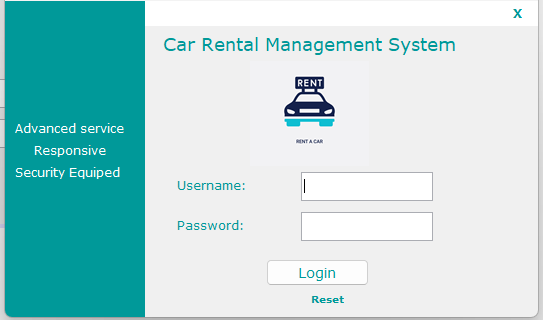 X
Car Rental Management System
RENT
RENT A CAR
Advanced service
Responsive
Security Equiped
Username:
Password:
Login
Reset